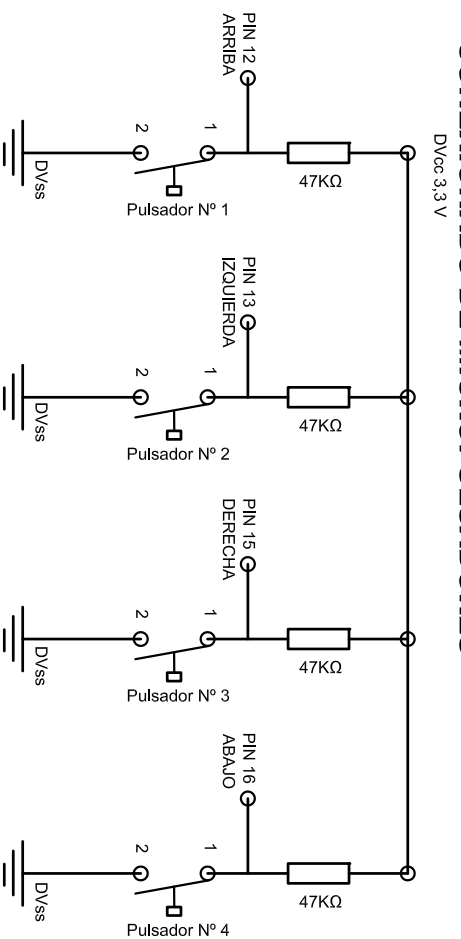 DVcc 3,3 V
47KΩ
PIN 12
ARRIBA
1
2
Pulsador Nº 1
DVss
47KΩ
PIN 13
IZQUIERDA
1
2
Pulsador Nº 2
DVss
47KΩ
PIN 15
DERECHA
1
2
Pulsador Nº 3
DVss
47KΩ
PIN 16
ABAJO
1
2
Pulsador Nº 4
DVss